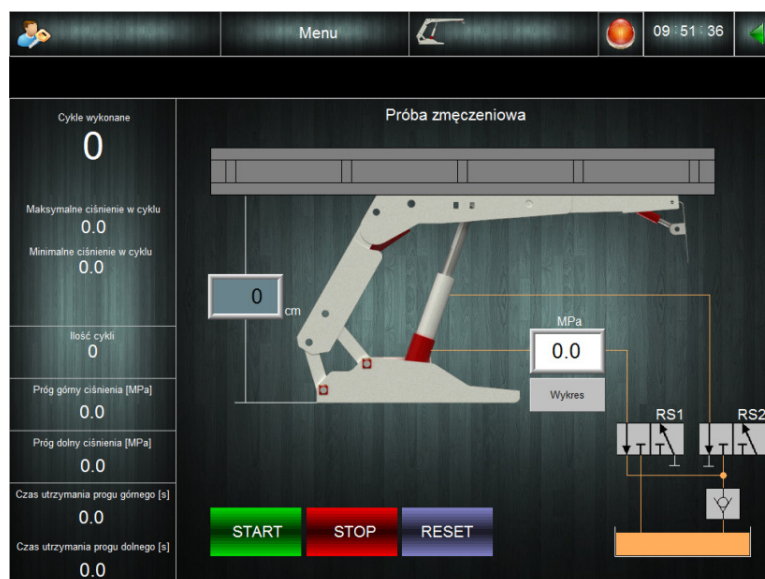 Menu
09:51:36
Cykle wykonane
0
Maksymalne ciśnienie w cyklu
0.0
Minimalne ciśnienie w cyklu
0.0
Ilość cykli
0
Próg górny ciśnienia [MPa]
0.0
Próg dolny ciśnienia [MPa]
0.0
Czas utrzymania progu górnego [s]
0.0
Czas utrzymania progu dolnego [s]
0.0
Próba zmęczeniowa
0
cm
MPa
0.0
Wykres
RS1
RS2
START
STOP
RESET